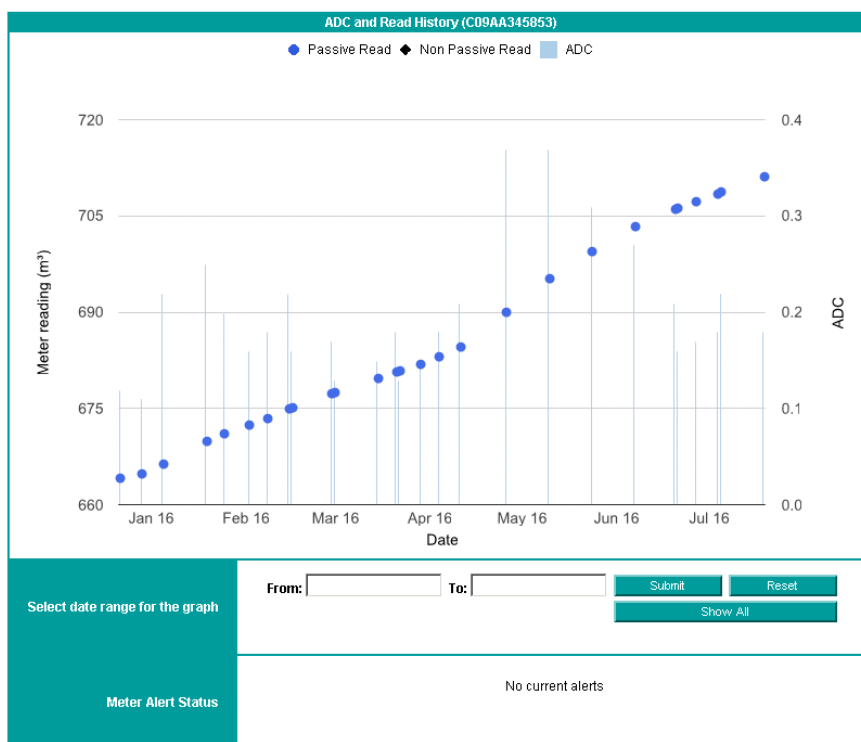 ADC and Read History (C09AA345853)
Passive Read Non Passive Read ADC
720 0.4
705 0.3
690 0.2
675 0.1
660 0.0
Meter reading (m³)
ADC
Jan 16 Feb 16 Mar 16 Apr 16 May 16 Jun 16 Jul 16
Date
Select date range for the graph
From: To: Submit Reset
Show All
Meter Alert Status
No current alerts